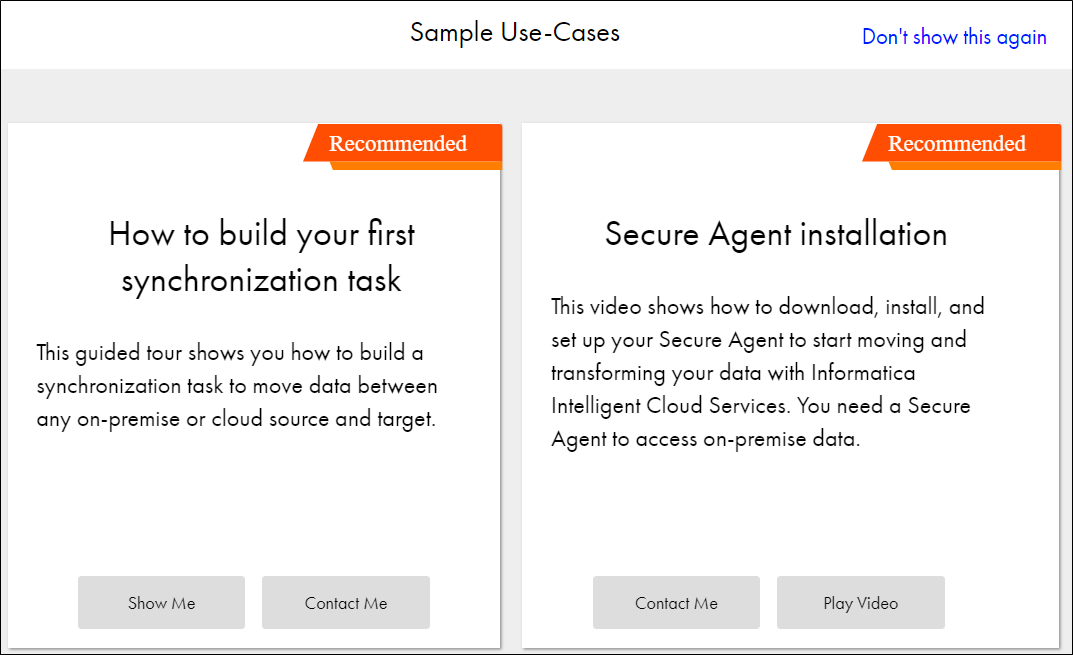 Sample Use-Cases
Don't show this again
Recommended
How to build your first
synchronization task
This guided tour shows you how to build a
synchronization task to move data between
any on-premise or cloud source and target.
Show Me
Contact Me
Recommended
Secure Agent installation
This video shows how to download, install, and
set up your Secure Agent to start moving and
transforming your data with Informatica
Intelligent Cloud Services. You need a Secure
Agent to access on-premise data.
Contact Me
Play Video